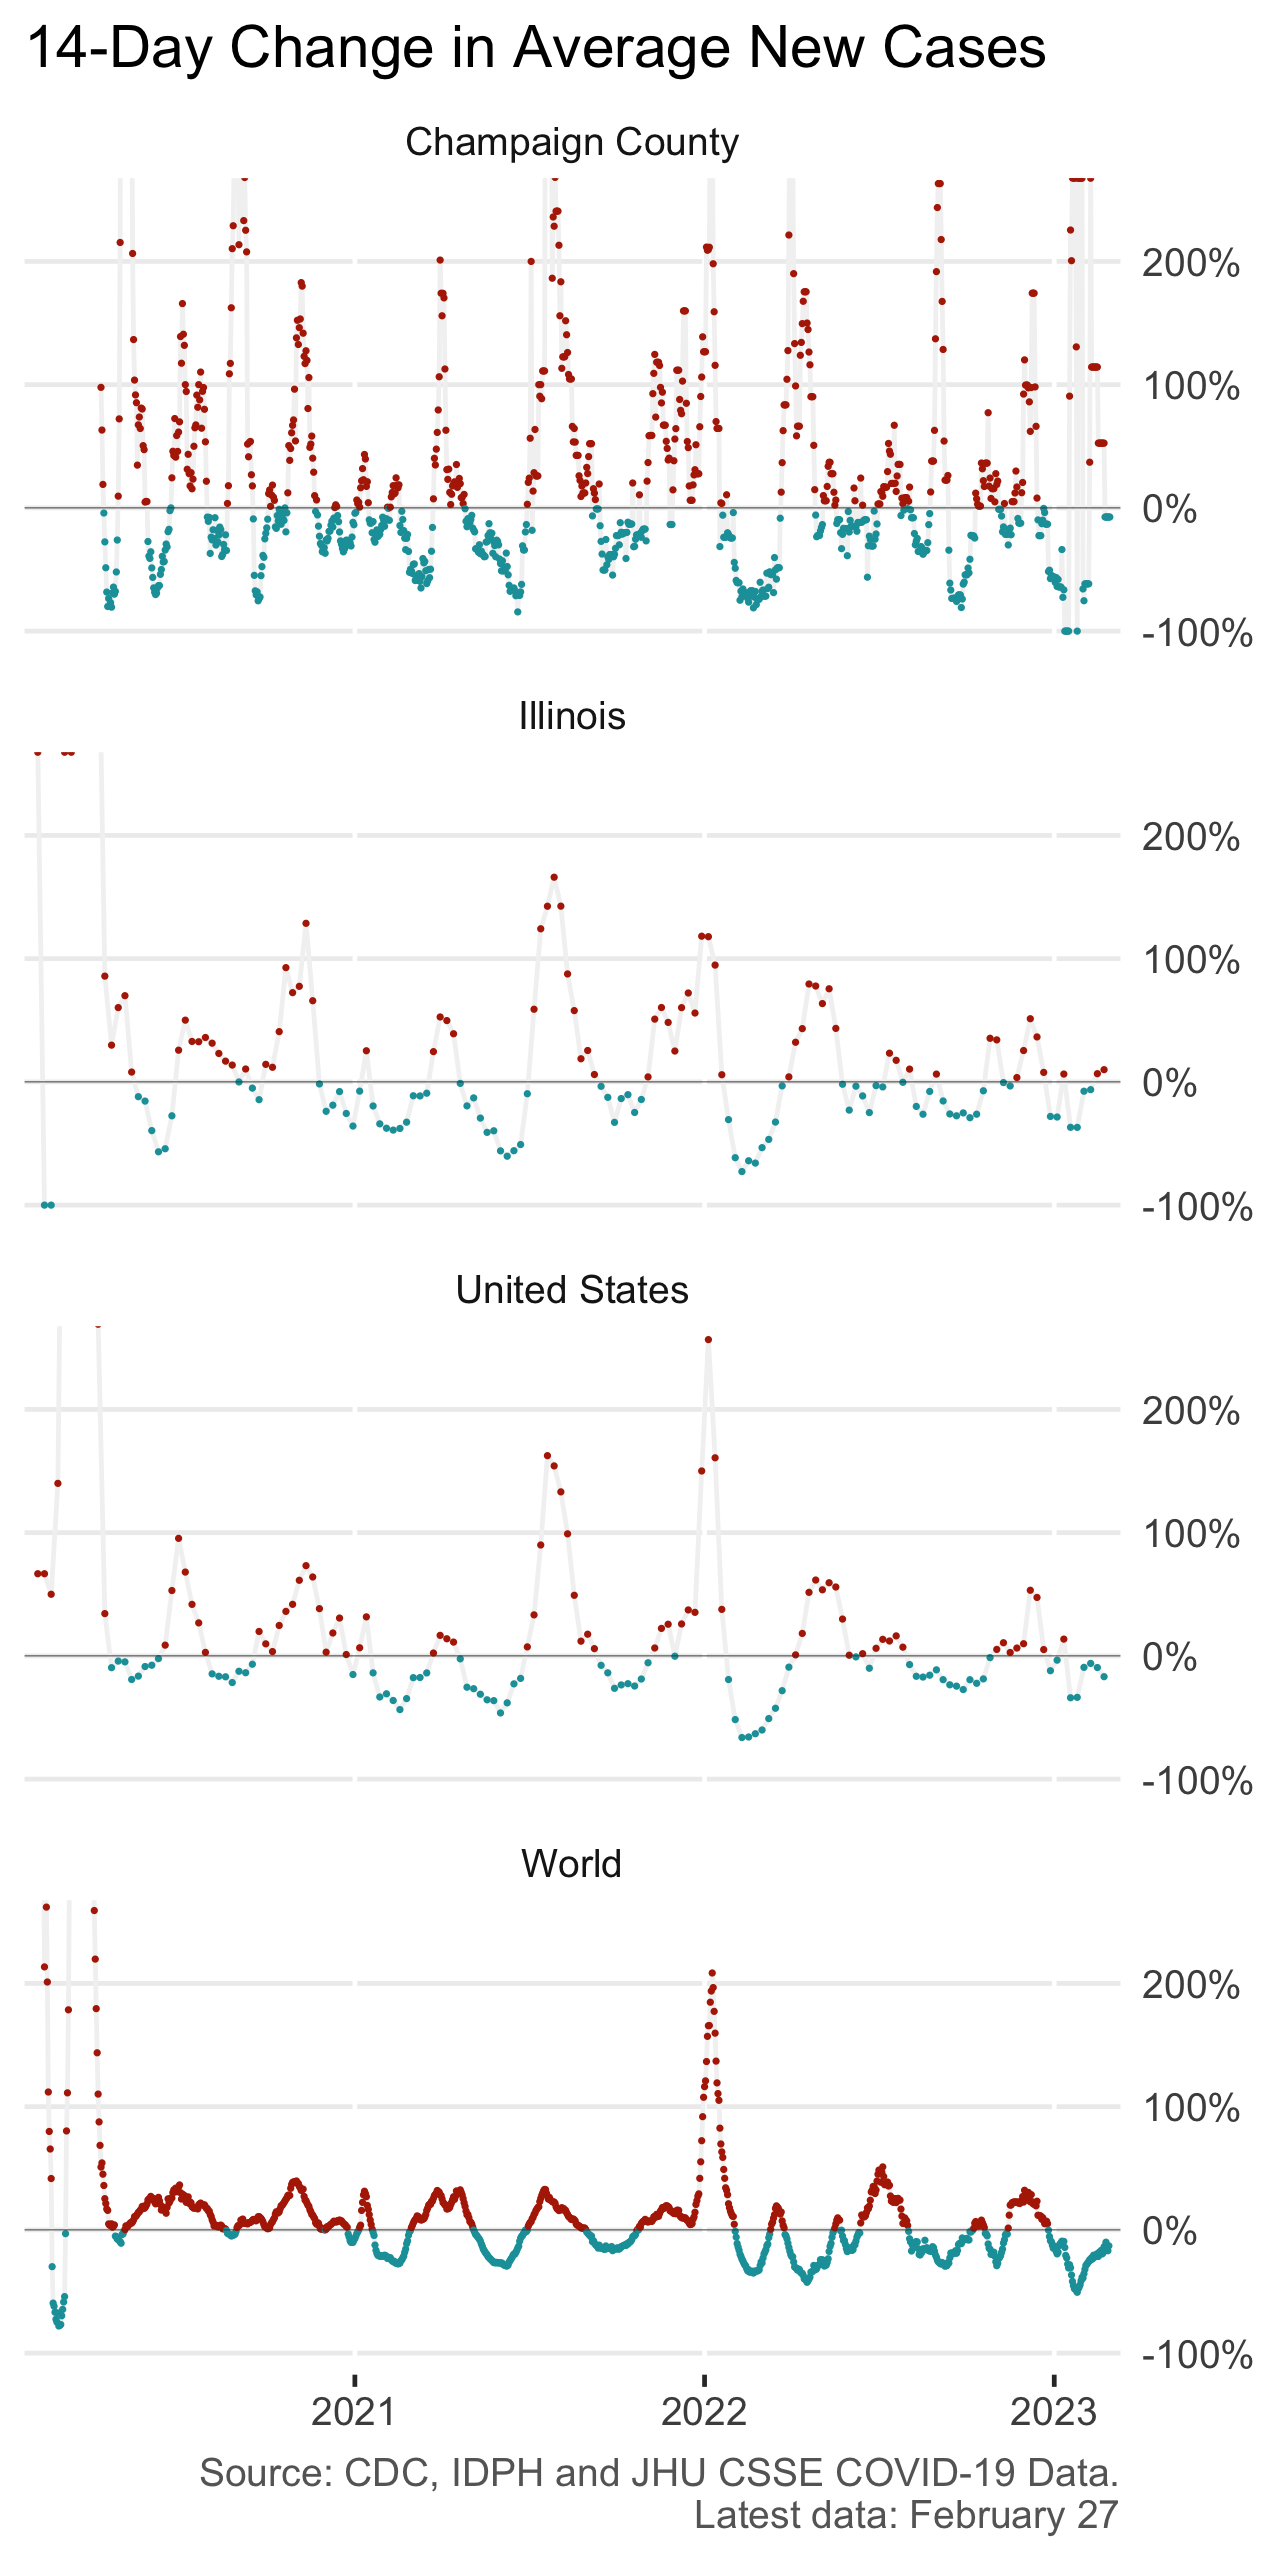 14-Day Change in Average New Cases
Champaign County
200%
100%
0%
-100%
Illinois
200%
100%
0%
-100%
United States
200%
100%
0%
-100%
World
200%
100%
0%
-100%
2021 2022 2023
Source: CDC, IDPH and JHU CSSE COVID-19 Data.
Latest data: February 27